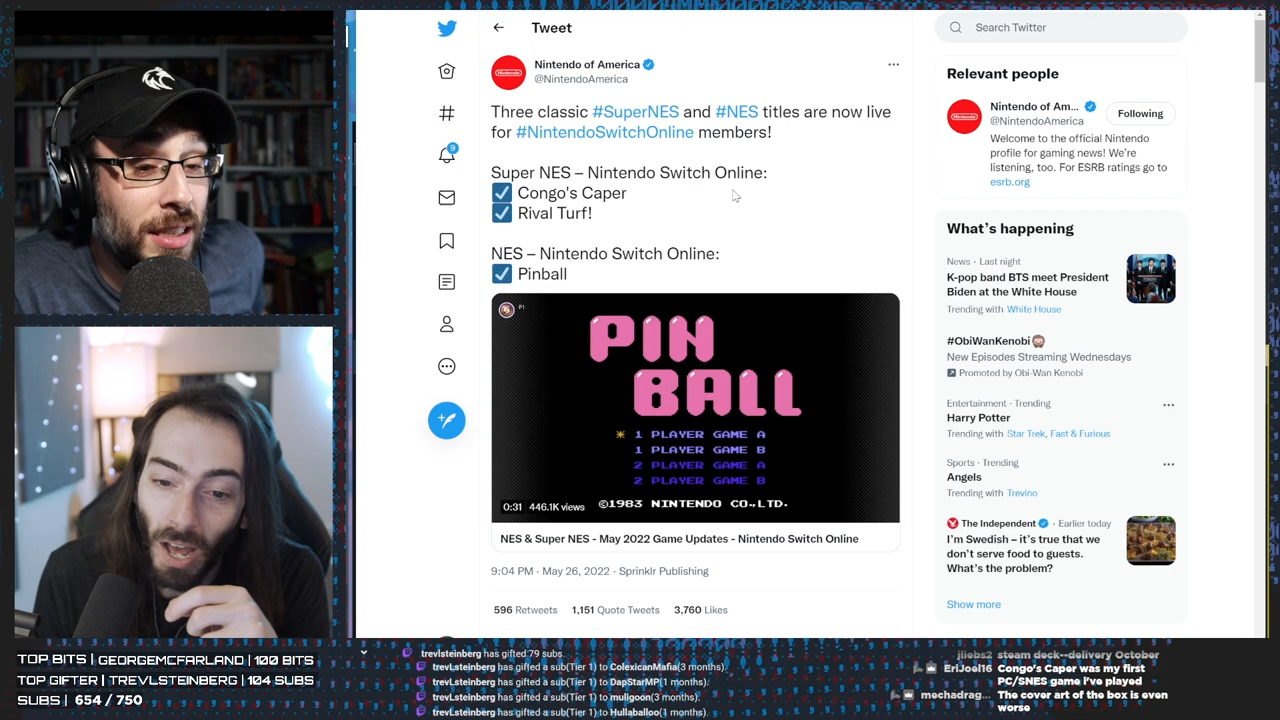 Tweet
Nintendo of America
@NintendoAmerica
Three classic #SuperNES and #NES titles are now live
for #NintendoSwitchOnline members!
Super NES – Nintendo Switch Online:
Congo's Caper
Rival Turf!
NES – Nintendo Switch Online:
Pinball
P1
PIN
BALL
1 PLAYER GAME A
1 PLAYER GAME B
2 PLAYER GAME A
2 PLAYER GAME B
©1983 NINTENDO CO.,LTD.
0:31 446.1K views
NES & Super NES - May 2022 Game Updates - Nintendo Switch Online
9:04 PM · May 26, 2022 · Sprinklr Publishing
596 Retweets 1,151 Quote Tweets 3,760 Likes
9
Search Twitter
Relevant people
Nintendo of Am...
@NintendoAmerica
Following
Welcome to the official Nintendo
profile for gaming news! We're
listening, too. For ESRB ratings go to
esrb.org
What's happening
News · Last night
K-pop band BTS meet President
Biden at the White House
Trending with White House
#ObiWanKenobi
New Episodes Streaming Wednesdays
Promoted by Obi-Wan Kenobi
Entertainment · Trending
Harry Potter
Trending with Star Trek, Fast & Furious
Sports · Trending
Angels
Trending with Trevino
The Independent · Earlier today
I'm Swedish – it's true that we
don't serve food to guests.
What's the problem?
Show more
TOP BITS | GEORGEMCFARLAND | 100 BITS
TOP GIFTER | TREVLSTEINBERG | 104 SUBS
SUBS | 654 / 750
trevLsteinberg has gifted 79 subs.
trevLsteinberg has gifted a sub(Tier 1) to ColexicanMafia(3 months).
trevLsteinberg has gifted a sub(Tier 1) to DapStarMP(1 months).
trevLsteinberg has gifted a sub(Tier 1) to mullgoon(3 months).
trevLsteinberg has gifted a sub(Tier 1) to Hullaballoo(1 months).
jliebs2 steam deck--delivery October
ErlJoel16 Congo's Caper was my first
PC/SNES game I've played
mechadrag... The cover art of the box is even
worse